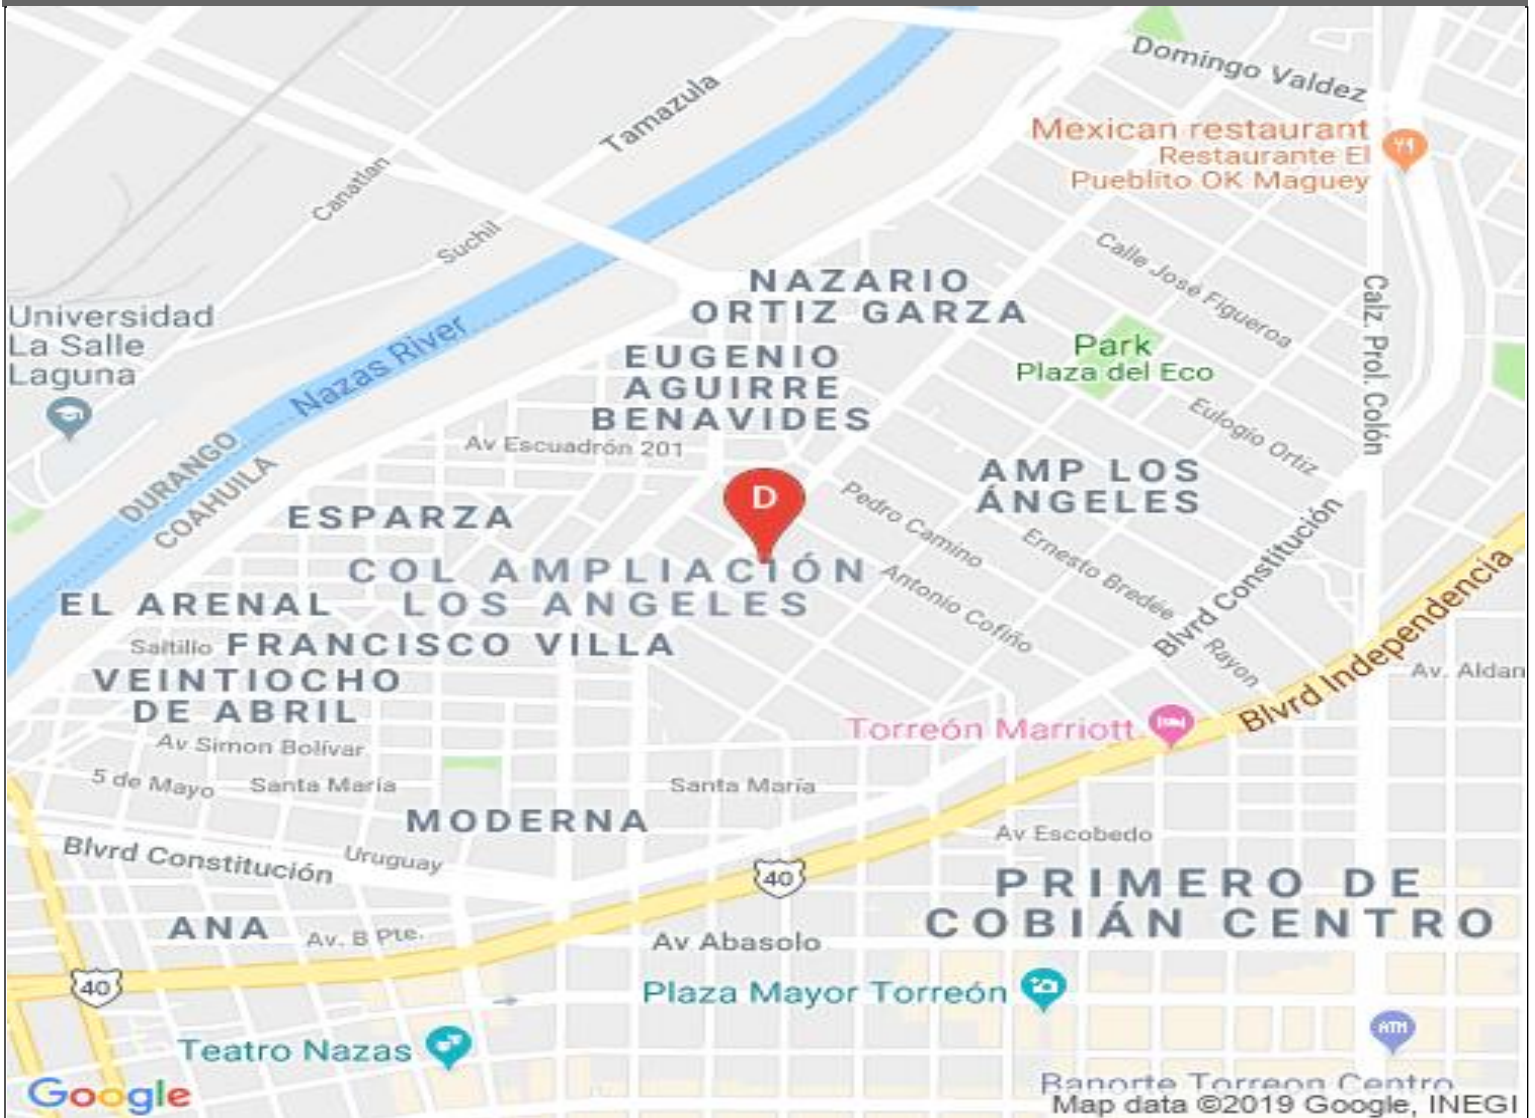 Domingo Valdez
Tamazula
Mexican restaurant
Restaurante El
Pueblito OK Maguey
Canatlan
Suchil
Calle José Figueroa
NAZARIO
ORTIZ GARZA
Calz. Prol. Colón
Universidad
La Salle
Laguna
Nazas River
Park
Plaza del Eco
EUGENIO
AGUIRRE
BENAVIDES
Eulogio Ortiz
Av Escuadrón 201
DURANGO
COAHUILA
AMP LOS
ÁNGELES
D
Pedro Camino
ESPARZA
Ernesto Bredée
Blvrd Constitución
COL AMPLIACIÓN
LOS ANGELES
Antonio Cofiño
EL ARENAL
Saltillo
FRANCISCO VILLA
Rayon
Blvrd Independencia
Av. Aldan
VEINTIOCHO
DE ABRIL
Torreón Marriott
Av Simon Bolívar
5 de Mayo
Santa María
Santa María
MODERNA
Av Escobedo
Blvrd Constitución
Uruguay
40
PRIMERO DE
COBIÁN CENTRO
ANA
Av. B Pte.
Av Abasolo
40
Plaza Mayor Torreón
ATM
Teatro Nazas
Banorte Torreon Centro
Google
Map data ©2019 Google, INEGI